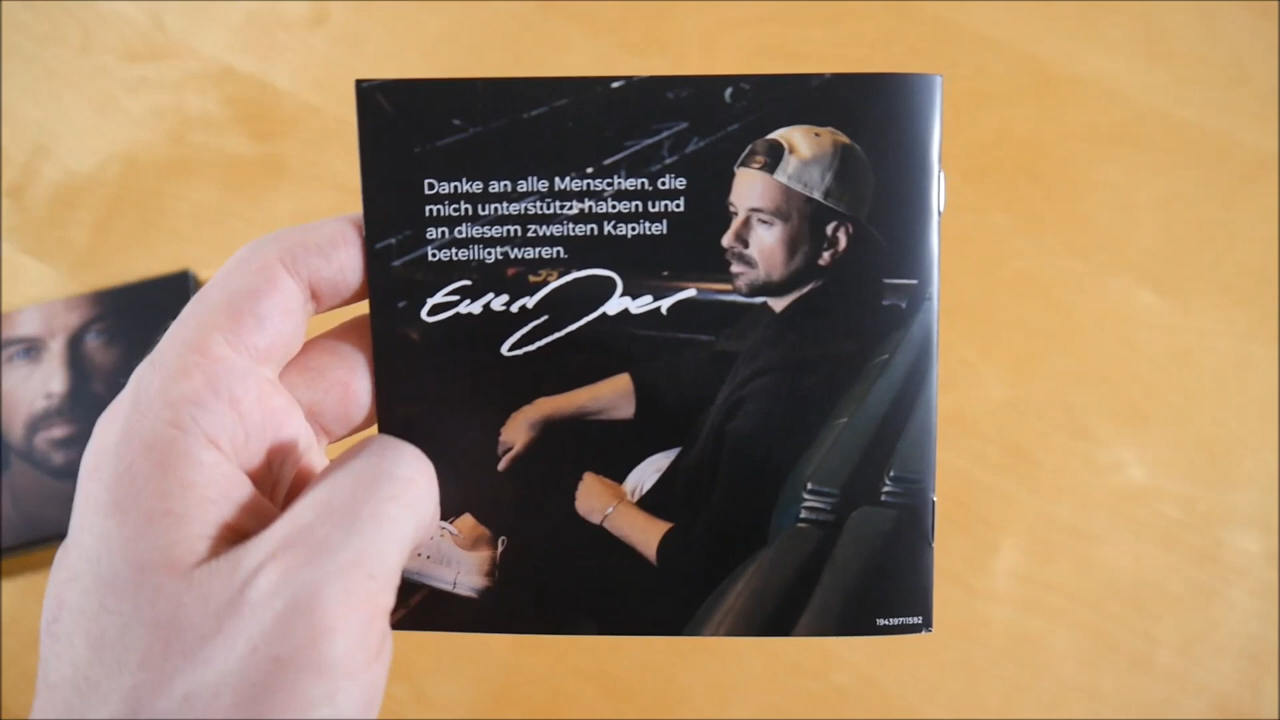 Danke an alle Menschen, die
mich unterstützt haben und
an diesem zweiten Kapitel
beteiligt waren.
Euer Joel
19439711592